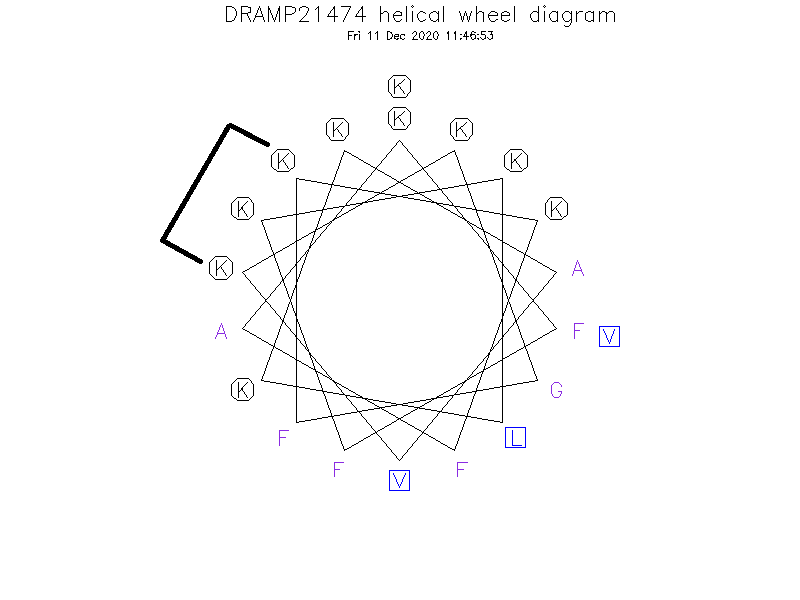 DRAMP21474 helical wheel diagram
Fri 11 Dec 2020 11:46:53
K
K
K K
K K
K K
K A
A F V
K G
F L
F F
V